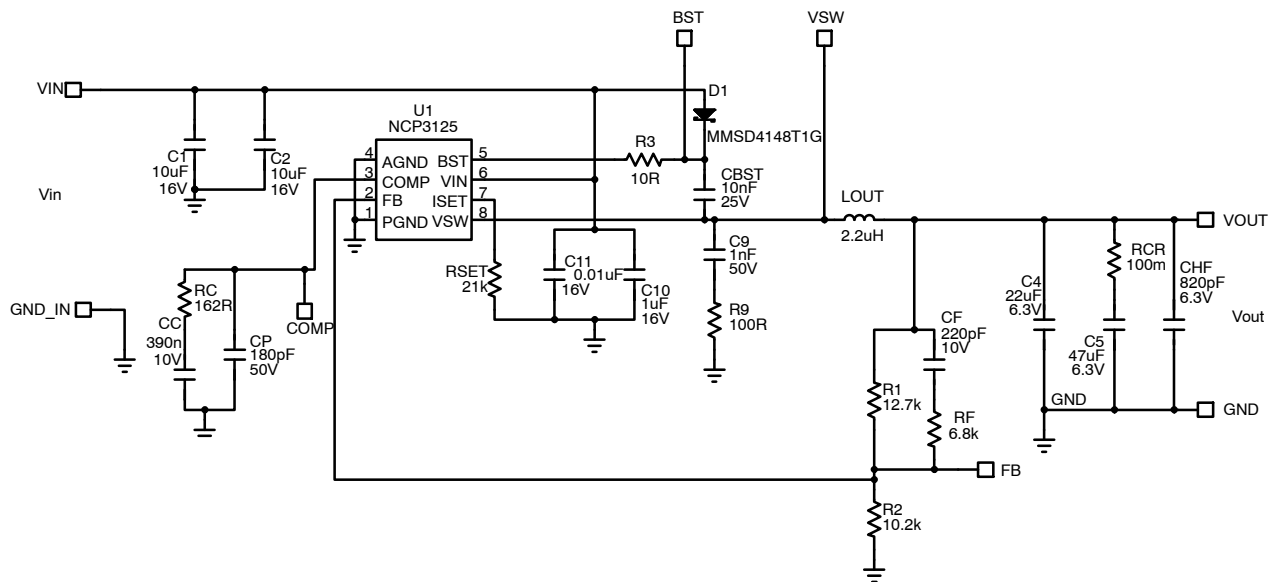 BST
VSW
VIN
D1
MMSD4148T1G
U1
NCP3125
C1
10uF
16V
C2
10uF
16V
4
AGND
BST
5
3
COMP
VIN
6
2
FB
ISET
7
1
PGND
VSW
8
R3
10R
CBST
10nF
25V
Vin
LOUT
2.2uH
VOUT
RSET
21k
C11
0.01uF
16V
C10
1uF
16V
C9
1nF
50V
R9
100R
RCR
100m
CHF
820pF
6.3V
C4
22uF
6.3V
C5
47uF
6.3V
Vout
RC
162R
COMP
GND_IN
CC
390n
10V
CP
180pF
50V
CF
220pF
10V
R1
12.7k
RF
6.8k
GND
GND
FB
R2
10.2k